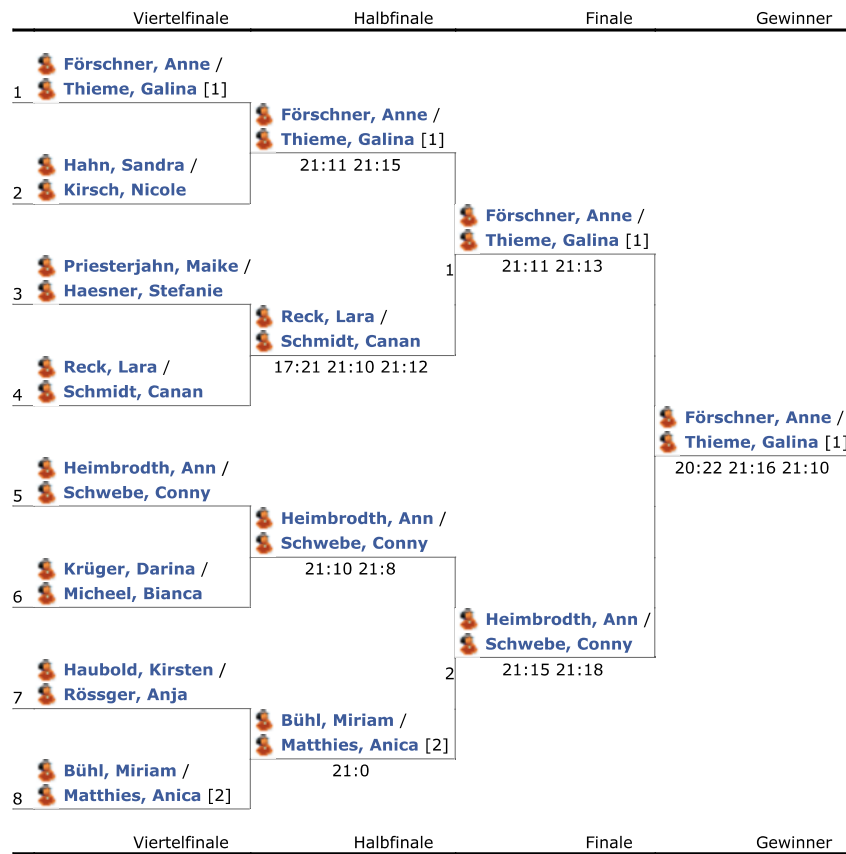 Viertelfinale Halbfinale Finale Gewinner
Förschner, Anne /
1 Thieme, Galina [1]
Förschner, Anne /
Thieme, Galina [1]
21:11 21:15
Hahn, Sandra /
2 Kirsch, Nicole
Förschner, Anne /
Thieme, Galina [1]
1 21:11 21:13
Priesterjahn, Maike /
3 Haesner, Stefanie
Reck, Lara /
Schmidt, Canan
17:21 21:10 21:12
Reck, Lara /
4 Schmidt, Canan
Förschner, Anne /
Thieme, Galina [1]
20:22 21:16 21:10
Heimbrodth, Ann /
5 Schwebe, Conny
Heimbrodth, Ann /
Schwebe, Conny
21:10 21:8
Krüger, Darina /
6 Micheel, Bianca
Heimbrodth, Ann /
Schwebe, Conny
2 21:15 21:18
Haubold, Kirsten /
7 Rössger, Anja
Bühl, Miriam /
Matthies, Anica [2]
21:0
Bühl, Miriam /
8 Matthies, Anica [2]
Viertelfinale Halbfinale Finale Gewinner